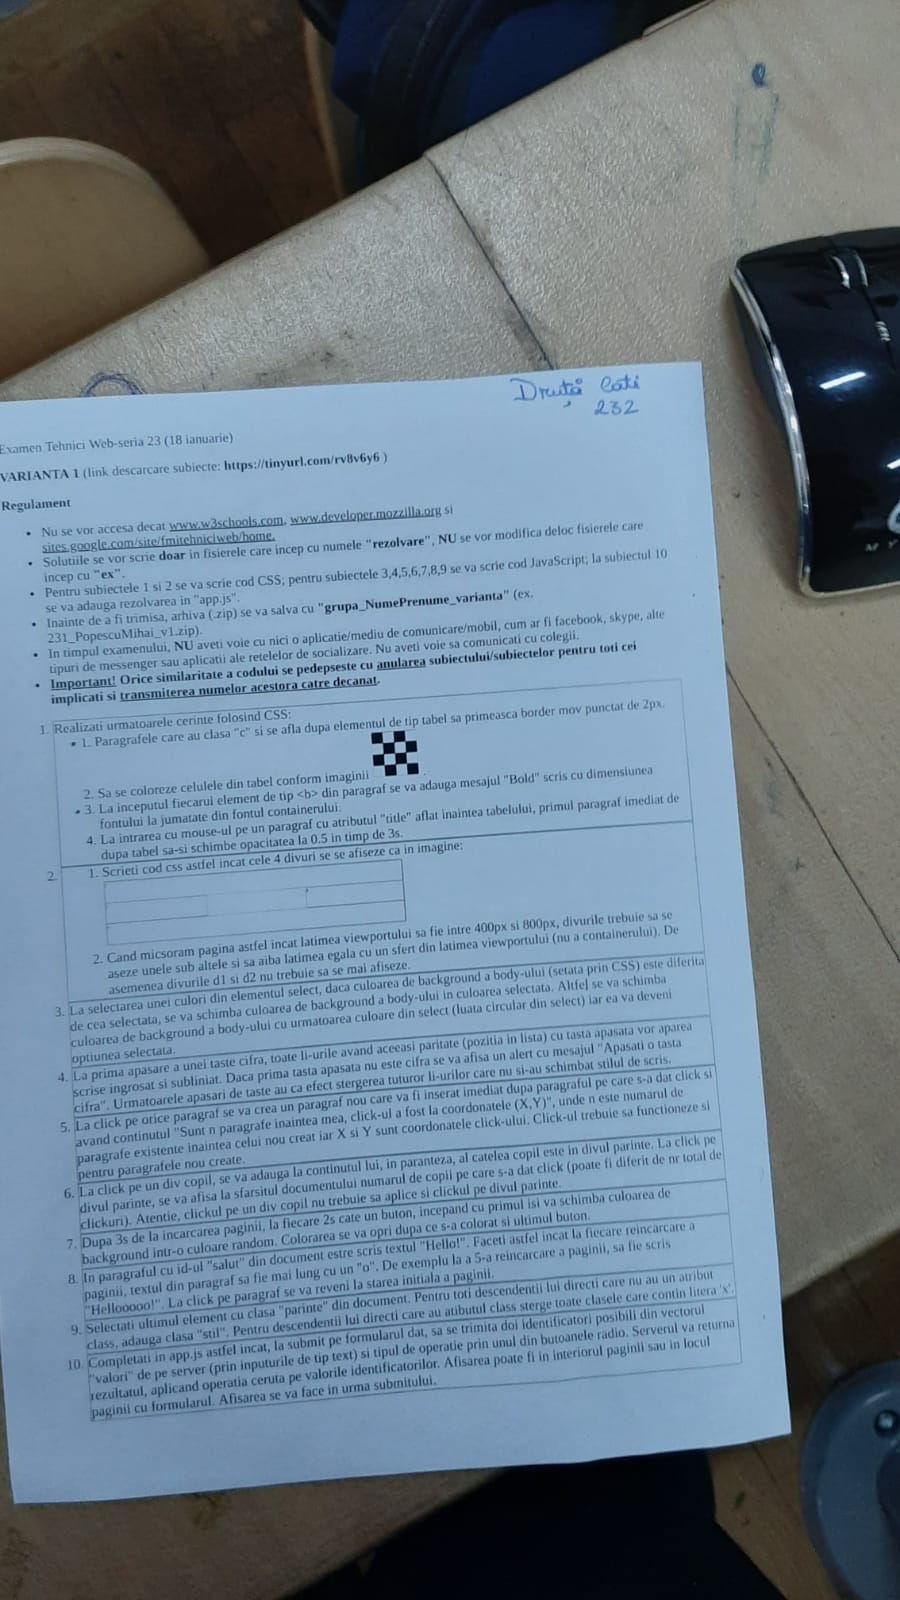 Druță Cati
232
Examen Tehnici Web-seria 23 (18 ianuarie)
VARIANTA 1 (link descarcare subiecte: https://tinyurl.com/rv8v6y6 )
Regulament
• Nu se vor accesa decat www.w3schools.com, www.developer.mozzilla.org si
sites.google.com/site/fmitehniciweb/home.
• Solutiile se vor scrie doar in fisierele care incep cu numele "rezolvare", NU se vor modifica deloc fisierele care
incep cu "ex".
• Pentru subiectele 1 si 2 se va scrie cod CSS; pentru subiectele 3,4,5,6,7,8,9 se va scrie cod JavaScript; la subiectul 10
se va adauga rezolvarea in "app.js".
• Inainte de a fi trimisa, arhiva (.zip) se va salva cu "grupa_NumePrenume_varianta" (ex.
231_PopescuMihai_v1.zip).
• In timpul examenului, NU aveti voie cu nici o aplicatie/mediu de comunicare/mobil, cum ar fi facebook, skype, alte
tipuri de messenger sau aplicatii ale retelelor de socializare. Nu aveti voie sa comunicati cu colegii.
• Important! Orice similaritate a codului se pedepseste cu anularea subiectului/subiectelor pentru toti cei
implicati si transmiterea numelor acestora catre decanat.
1. Realizati urmatoarele cerinte folosind CSS:
1. Paragrafele care au clasa "c" si se afla dupa elementul de tip tabel sa primeasca border mov punctat de 2px.
2. Sa se coloreze celulele din tabel conform imaginii
3. La inceputul fiecarui element de tip <b> din paragraf se va adauga mesajul "Bold" scris cu dimensiunea
fontului la jumatate din fontul containerului.
4. La intrarea cu mouse-ul pe un paragraf cu atributul "title" aflat inaintea tabelului, primul paragraf imediat de
dupa tabel sa-si schimbe opacitatea la 0.5 in timp de 3s.
2. 1. Scrieti cod css astfel incat cele 4 divuri se se afiseze ca in imagine:
2. Cand micsoram pagina astfel incat latimea viewportului sa fie intre 400px si 800px, divurile trebuie sa se
aseze unele sub altele si sa aiba latimea egala cu un sfert din latimea viewportului (nu a containerului). De
asemenea divurile d1 si d2 nu trebuie sa se mai afiseze.
3. La selectarea unei culori din elementul select, daca culoarea de background a body-ului (setata prin CSS) este diferita
de cea selectata, se va schimba culoarea de background a body-ului in culoarea selectata. Altfel se va schimba
culoarea de background a body-ului cu urmatoarea culoare din select (luata circular din select) iar ea va deveni
optiunea selectata.
4. La prima apasare a unei taste cifra, toate li-urile avand aceeasi paritate (pozitia in lista) cu tasta apasata vor aparea
scrise ingrosat si subliniat. Daca prima tasta apasata nu este cifra se va afisa un alert cu mesajul "Apasati o tasta
cifra". Urmatoarele apasari de taste au ca efect stergerea tuturor li-urilor care nu si-au schimbat stilul de scris.
5. La click pe orice paragraf se va crea un paragraf nou care va fi inserat imediat dupa paragraful pe care s-a dat click si
avand continutul "Sunt n paragrafe inaintea mea, click-ul a fost la coordonatele (X,Y)", unde n este numarul de
paragrafe existente inaintea celui nou creat iar X si Y sunt coordonatele click-ului. Click-ul trebuie sa functioneze si
pentru paragrafele nou create.
6. La click pe un div copil, se va adauga la continutul lui, in paranteza, al catelea copil este in divul parinte. La click pe
divul parinte, se va afisa la sfarsitul documentului numarul de copii pe care s-a dat click (poate fi diferit de nr total de
clickuri). Atentie, clickul pe un div copil nu trebuie sa aplice si clickul pe divul parinte.
7. Dupa 3s de la incarcarea paginii, la fiecare 2s cate un buton, incepand cu primul isi va schimba culoarea de
background intr-o culoare random. Colorarea se va opri dupa ce s-a colorat si ultimul buton.
8. In paragraful cu id-ul "salut" din document estre scris textul "Hello!". Faceti astfel incat la fiecare reincarcare a
paginii, textul din paragraf sa fie mai lung cu un "o". De exemplu la a 5-a reincarcare a paginii, sa fie scris
"Hellooooo!". La click pe paragraf se va reveni la starea initiala a paginii.
9. Selectati ultimul element cu clasa "parinte" din document. Pentru toti descendentii lui directi care nu au un atribut
class, adauga clasa "stil". Pentru descendentii lui directi care au atibutul class sterge toate clasele care contin litera 'x'.
10. Completati in app.js astfel incat, la submit pe formularul dat, sa se trimita doi identificatori posibili din vectorul
"valori" de pe server (prin inputurile de tip text) si tipul de operatie prin unul din butoanele radio. Serverul va returna
rezultatul, aplicand operatia ceruta pe valorile identificatorilor. Afisarea poate fi in interiorul paginii sau in locul
paginii cu formularul. Afisarea se va face in urma submitului.